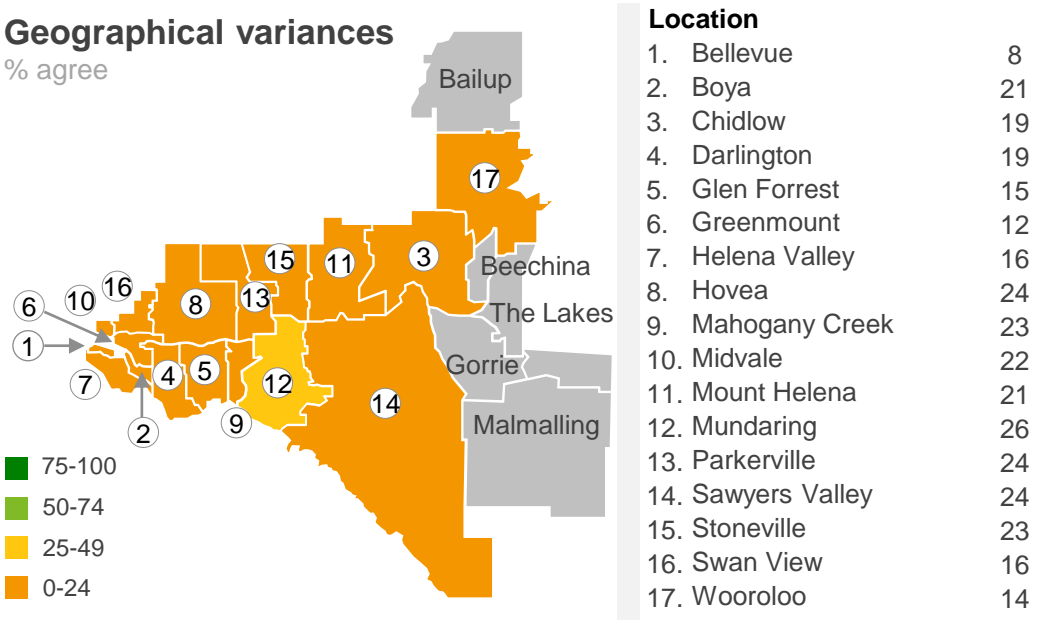 Geographical variances
% agree
Bailup
17
15
11
3
Beechina
16
10
8
13
6
The Lakes
1
Gorrie
4
5
12
7
14
2
9
Malmalling
75-100
50-74
25-49
0-24
Location
1. Bellevue 8
2. Boya 21
3. Chidlow 19
4. Darlington 19
5. Glen Forrest 15
6. Greenmount 12
7. Helena Valley 16
8. Hovea 24
9. Mahogany Creek 23
10. Midvale 22
11. Mount Helena 21
12. Mundaring 26
13. Parkerville 24
14. Sawyers Valley 24
15. Stoneville 23
16. Swan View 16
17. Wooroloo 14